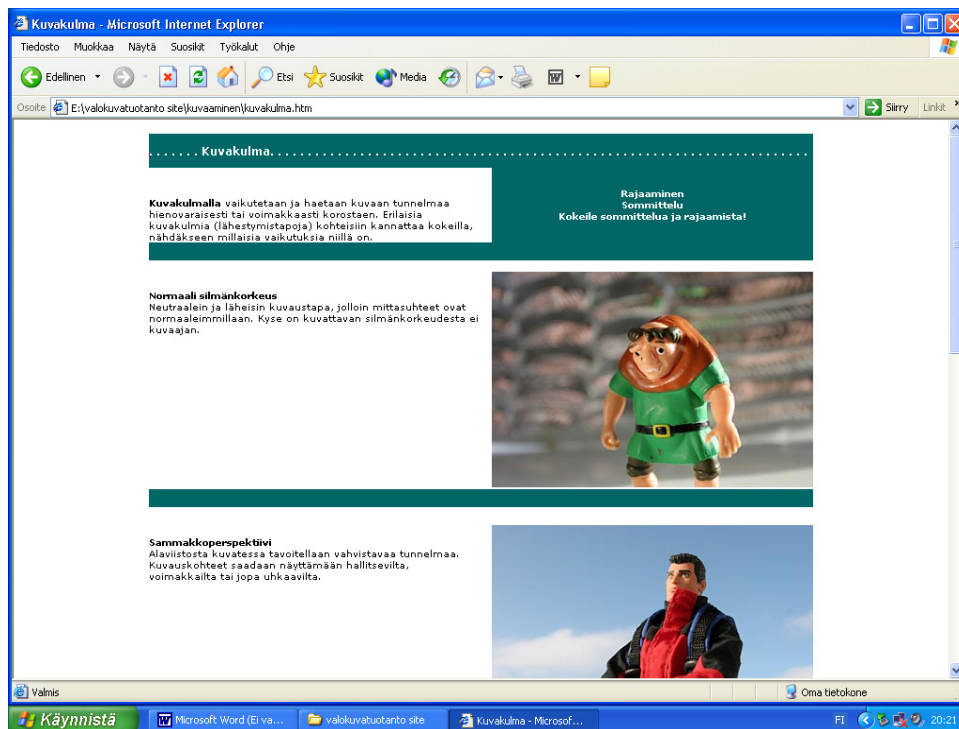 Kuvakulma - Microsoft Internet Explorer
Tiedosto Muokkaa Näytä Suosikit Työkalut Ohje
Edellinen Etsi Suosikit Media
Osoite E:\valokuvatuotanto site\kuvaaminen\kuvakulma.htm Siirry Linkit
. . . . . . . Kuvakulma. . . . . . . . . . . . . . . . . . . . . . . . . . . . . . . . . . . . . . . . . . . . . . . . . . . . . . . . . . . . . . . . . . . . . . . .
Kuvakulmalla vaikutetaan ja haetaan kuvaan tunnelmaa
hienovaraisesti tai voimakkaasti korostaen. Erilaisia
kuvakulmia (lähestymistapoja) kohteisiin kannattaa kokeilla,
nähdäkseen millaisia vaikutuksia niillä on.
Rajaaminen
Sommittelu
Kokeile sommittelua ja rajaamista!
Normaali silmänkorkeus
Neutraalein ja läheisin kuvaustapa, jolloin mittasuhteet ovat
normaaleimmillaan. Kyse on kuvattavan silmänkorkeudesta ei
kuvaajan.
Sammakkoperspektiivi
Alaviistosta kuvatessa tavoitellaan vahvistavaa tunnelmaa.
Kuvauskohteet saadaan näyttämään hallitsevilta,
voimakkailta tai jopa uhkaavilta.
Valmis Oma tietokone
Käynnistä Microsoft Word (Ei va... valokuvatuotanto site Kuvakulma - Microsof... FI 20:21